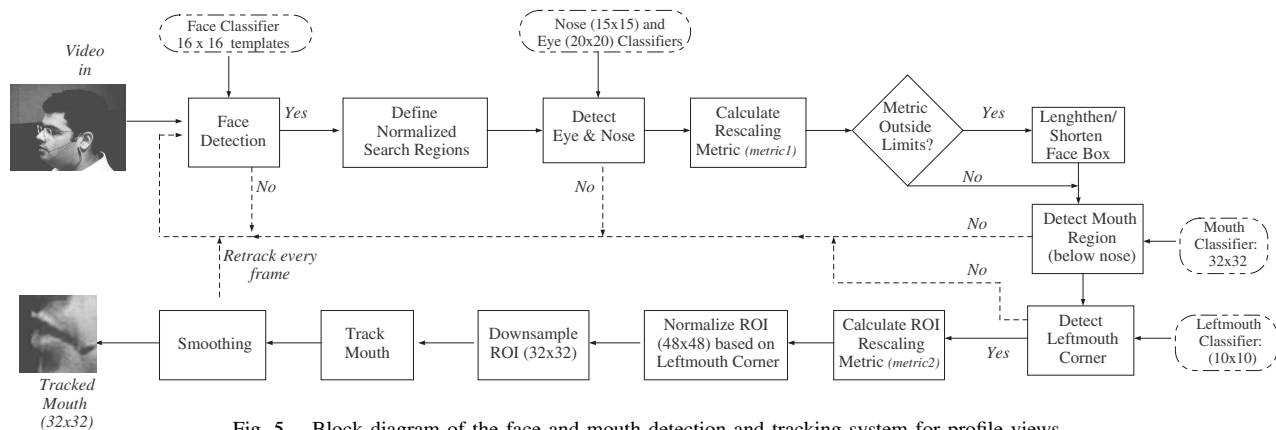 Video
in
Face Classifier
16 x 16 templates
Nose (15x15) and
Eye (20x20) Classifiers
Face
Detection
Yes
No
Define
Normalized
Search Regions
Detect
Eye & Nose
No
Calculate
Rescaling
Metric (metric1)
Metric
Outside
Limits?
Yes
No
Lenghthen/
Shorten
Face Box
Detect Mouth
Region
(below nose)
No
Mouth
Classifier:
32x32
Detect
Leftmouth
Corner
No
Yes
Leftmouth
Classifier:
(10x10)
Calculate ROI
Rescaling
Metric (metric2)
Normalize ROI
(48x48) based on
Leftmouth Corner
Downsample
ROI (32x32)
Track
Mouth
Smoothing
Retrack every
frame
Tracked
Mouth
(32x32)
Fig. 5. Block diagram of the face and mouth detection and tracking system for profile views